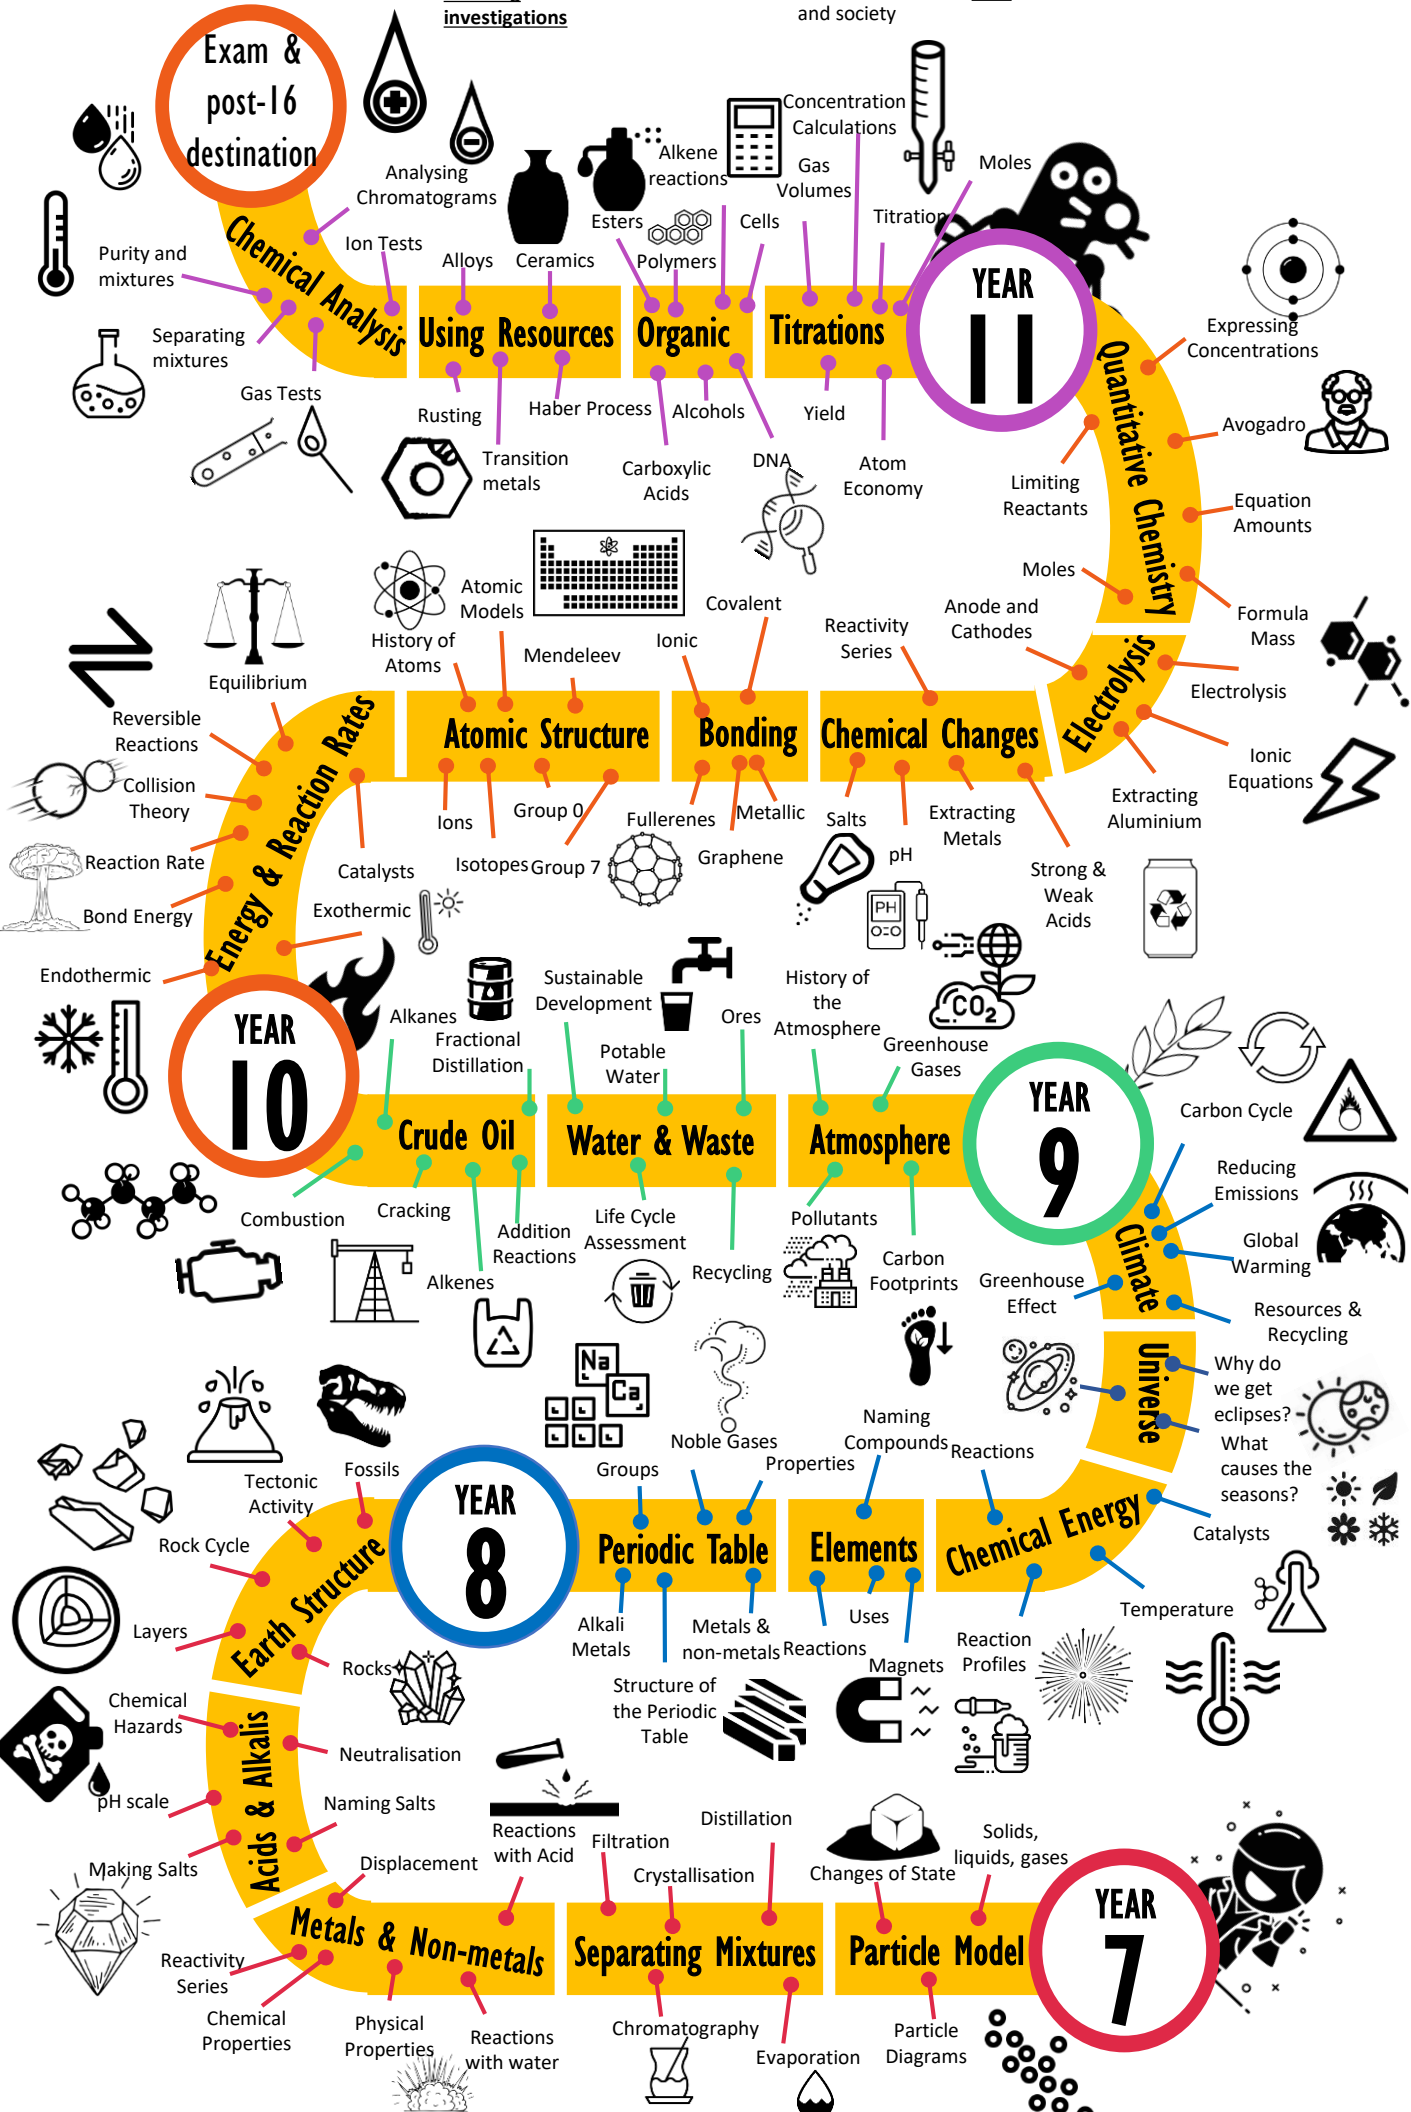 investigations
and society
Exam &
post-16
destination
Analysing
Chromatograms
Ion Tests
Purity and
mixtures
Separating
mixtures
Gas Tests
Chemical Analysis
Alloys
Ceramics
Using Resources
Rusting
Transition
metals
Haber Process
Esters
Polymers
Alkene
reactions
Cells
Organic
Carboxylic
Acids
Alcohols
DNA
Concentration
Calculations
Gas
Volumes
Titration
Moles
Titrations
Yield
Atom
Economy
YEAR
11
Expressing
Concentrations
Avogadro
Limiting
Reactants
Equation
Amounts
Moles
Formula
Mass
Quantitative Chemistry
Anode and
Cathodes
Electrolysis
Electrolysis
Ionic
Equations
Extracting
Aluminium
Reactivity
Series
Chemical Changes
Salts
pH
PH
Extracting
Metals
Strong &
Weak
Acids
Covalent
Ionic
Bonding
Fullerenes
Graphene
Metallic
Atomic
Models
History of
Atoms
Mendeleev
Atomic Structure
Ions
Isotopes
Group 0
Group 7
Equilibrium
Reversible
Reactions
Collision
Theory
Reaction Rate
Bond Energy
Endothermic
Energy & Reaction Rates
Catalysts
Exothermic
YEAR
10
Alkanes
Fractional
Distillation
Crude Oil
Combustion
Cracking
Alkenes
Addition
Reactions
Sustainable
Development
Potable
Water
Ores
Water & Waste
Life Cycle
Assessment
Recycling
History of
the
Atmosphere
Greenhouse
Gases
CO2
Atmosphere
Pollutants
Carbon
Footprints
YEAR
9
Carbon Cycle
Reducing
Emissions
Global
Warming
Greenhouse
Effect
Resources &
Recycling
Climate
Universe
Why do
we get
eclipses?
What
causes the
seasons?
Catalysts
Chemical Energy
Reactions
Temperature
Reaction
Profiles
Naming
Compounds
Elements
Reactions
Uses
Magnets
Na
Ca
Noble Gases
Groups
Properties
Periodic Table
Alkali
Metals
Structure of
the Periodic
Table
Metals &
non-metals
YEAR
8
Fossils
Tectonic
Activity
Rock Cycle
Layers
Earth Structure
Rocks
Chemical
Hazards
Neutralisation
pH scale
Naming Salts
Making Salts
Acids & Alkalis
Displacement
Reactions
with Acid
Metals & Non-metals
Reactivity
Series
Chemical
Properties
Physical
Properties
Reactions
with water
Filtration
Crystallisation
Distillation
Separating Mixtures
Chromatography
Evaporation
Changes of State
Solids,
liquids, gases
Particle Model
Particle
Diagrams
YEAR
7